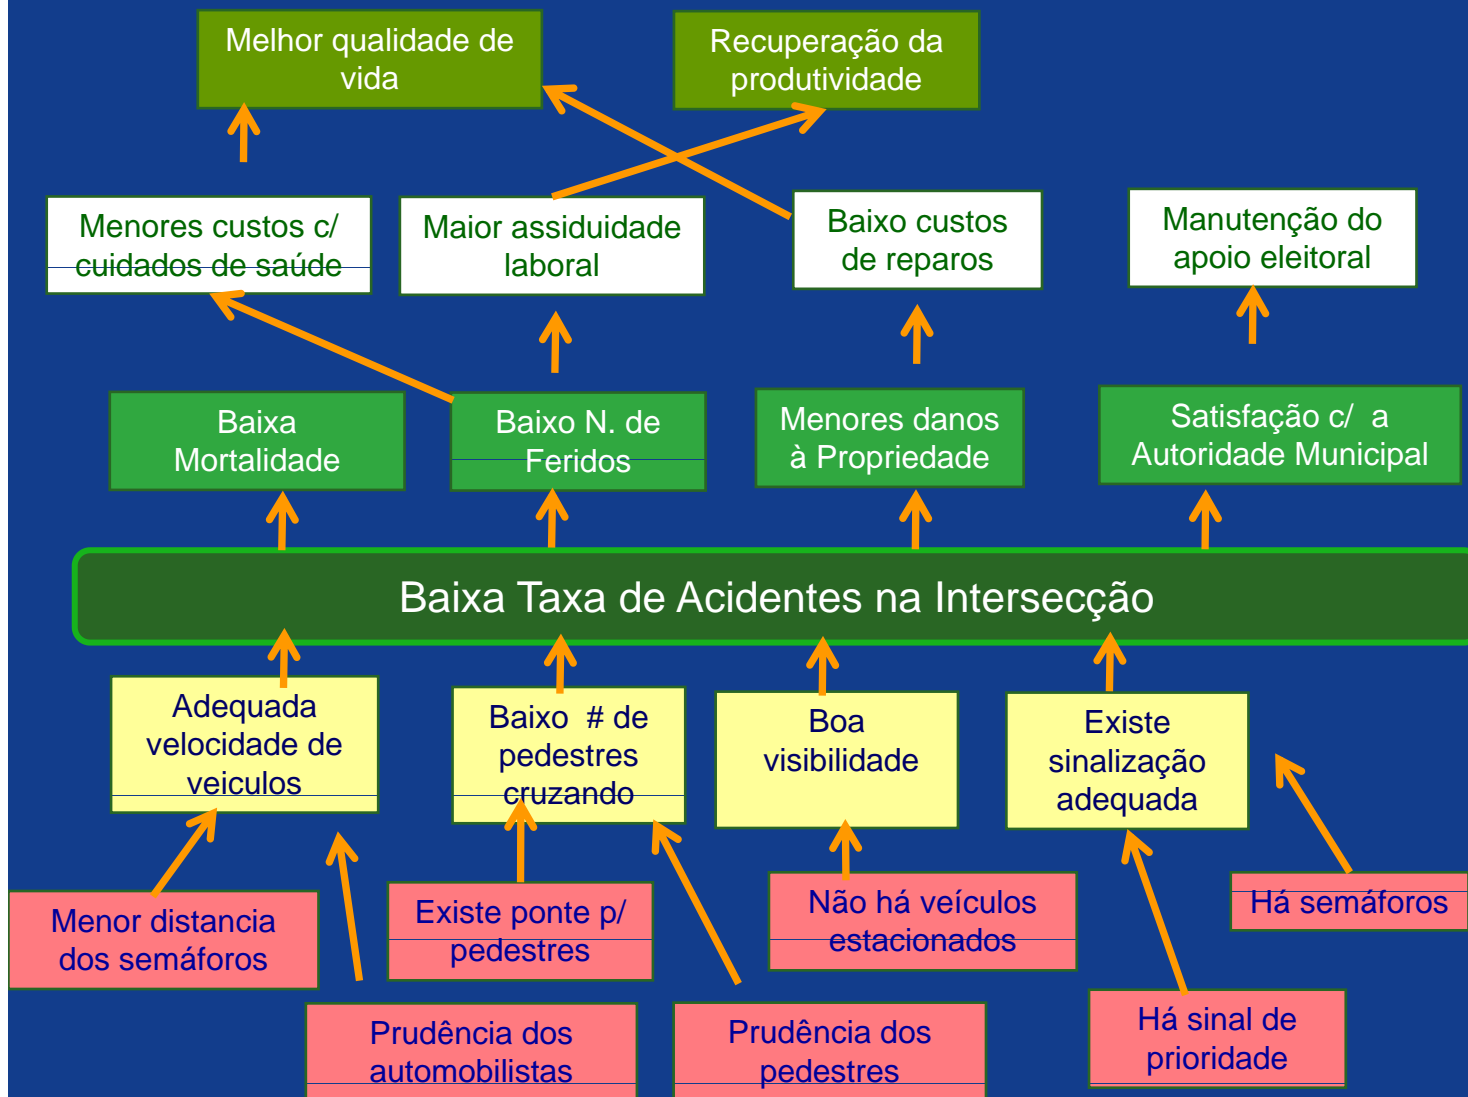 Melhor qualidade de
vida
Recuperação da
produtividade
Menores custos c/
cuidados de saúde
Maior assiduidade
laboral
Baixo custos
de reparos
Manutenção do
apoio eleitoral
Baixa
Mortalidade
Baixo N. de
Feridos
Menores danos
à Propriedade
Satisfação c/ a
Autoridade Municipal
Baixa Taxa de Acidentes na Intersecção
Adequada
velocidade de
veiculos
Baixo # de
pedestres
cruzando
Boa
visibilidade
Existe
sinalização
adequada
Menor distancia
dos semáforos
Existe ponte p/
pedestres
Não há veículos
estacionados
Há semáforos
Prudência dos
automobilistas
Prudência dos
pedestres
Há sinal de
prioridade